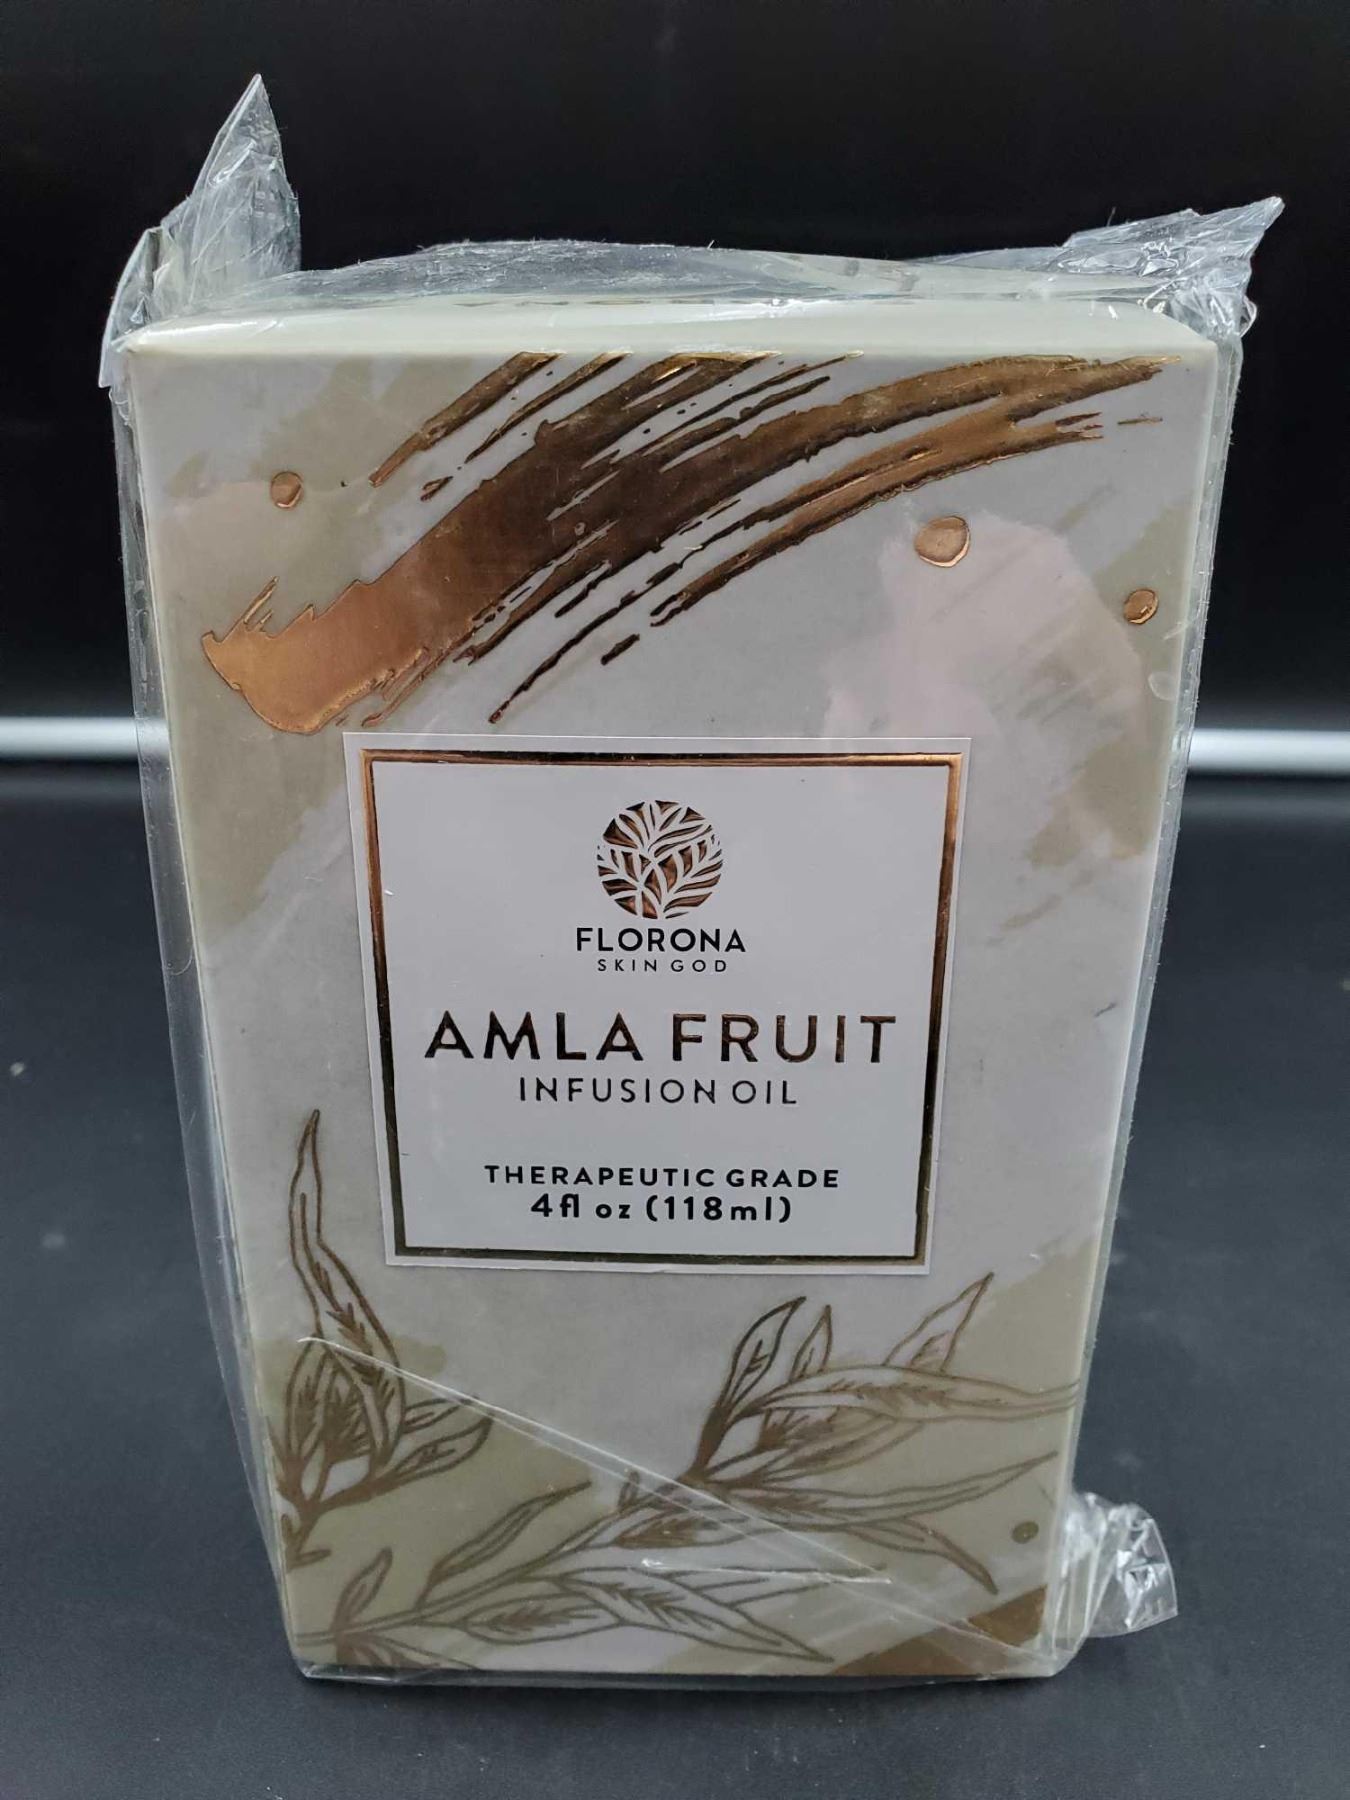 FLORONA
SKIN GOD
AMLA FRUIT
INFUSION OIL
THERAPEUTIC GRADE
4fl oz (118ml)